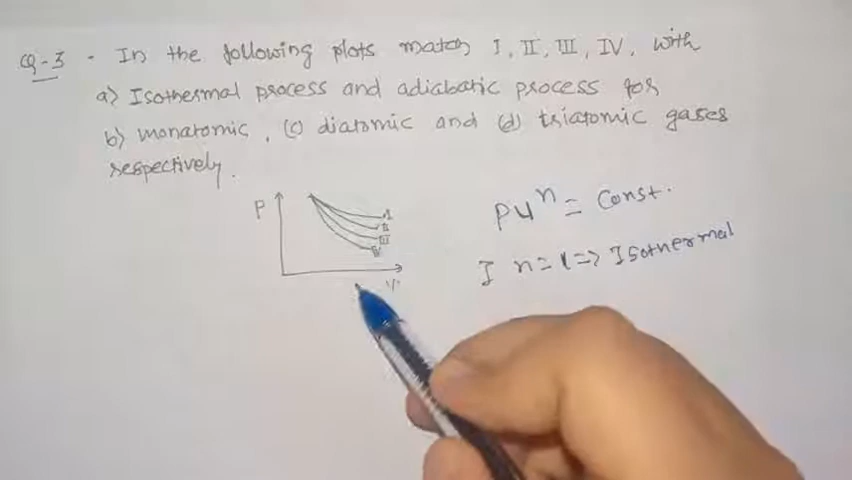 Q-3 . In the following plots match I, II, III, IV. with
a) Isothermal process and adiabatic process for
b) monatomic, (c) diatomic and (d) triatomic gases
respectively.
P
I
II
III
IV
V
PVⁿ = Const.
I n=1 => Isothermal